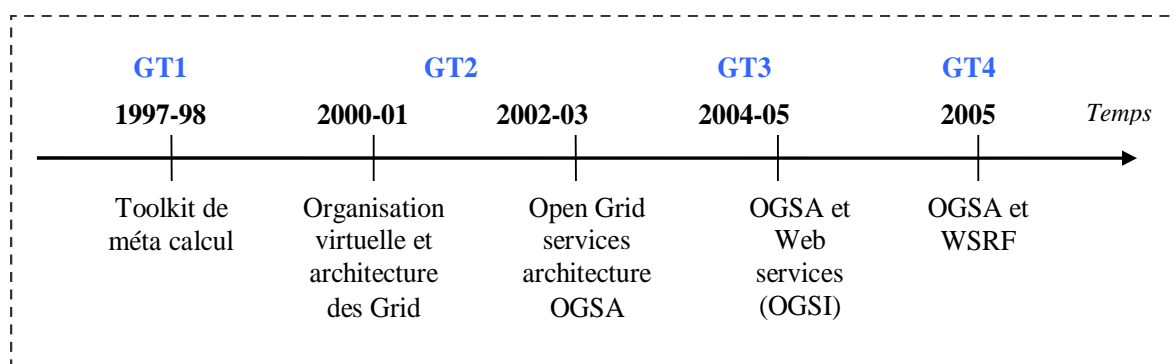 GT1 GT2 GT3 GT4
1997-98 2000-01 2002-03 2004-05 2005 Temps
Toolkit de
méta calcul
Organisation
virtuelle et
architecture
des Grid
Open Grid
services
architecture
OGSA
OGSA et
Web
services
(OGSI)
OGSA et
WSRF